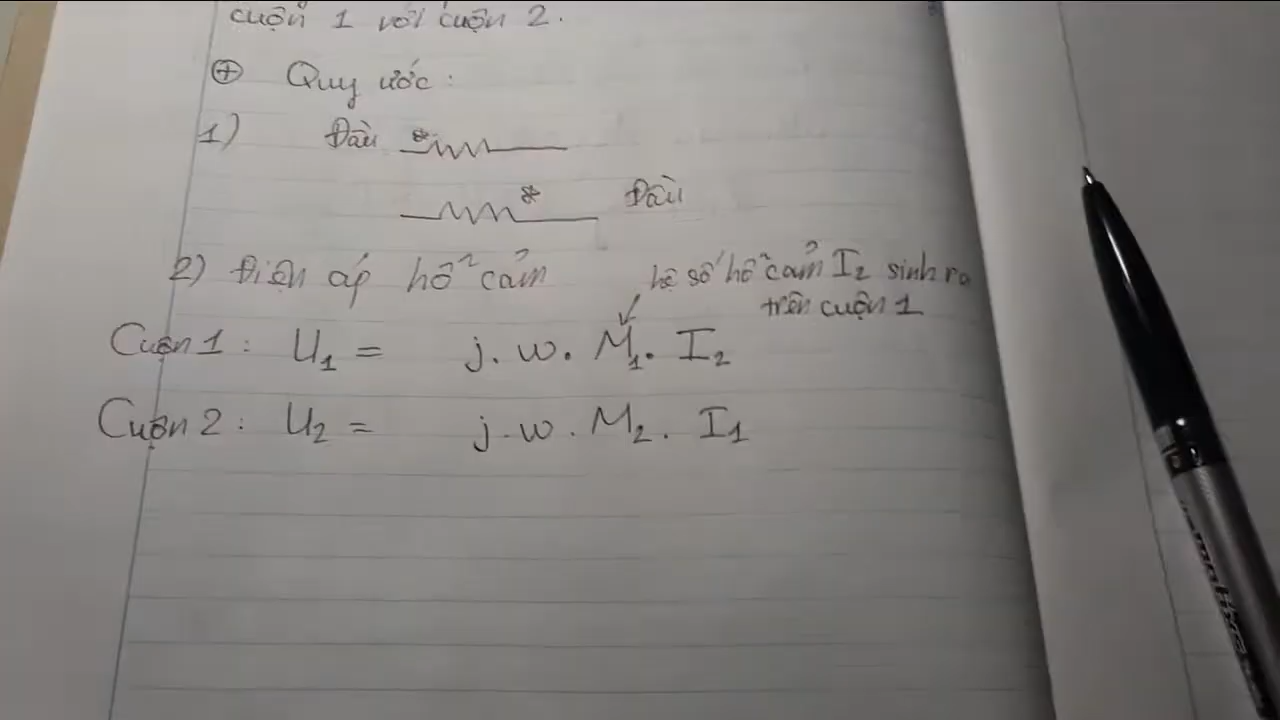 cuộn 1 với cuộn 2.
⊕ Quy ước:
1) Đầu *
* Đầu
2) Điện áp hỗ cảm
hệ số hỗ cảm I₂ sinh ra
trên cuộn 1
Cuộn 1: U₁ = j.w.M₁.I₂
Cuộn 2: U₂ = j.w.M₂.I₁